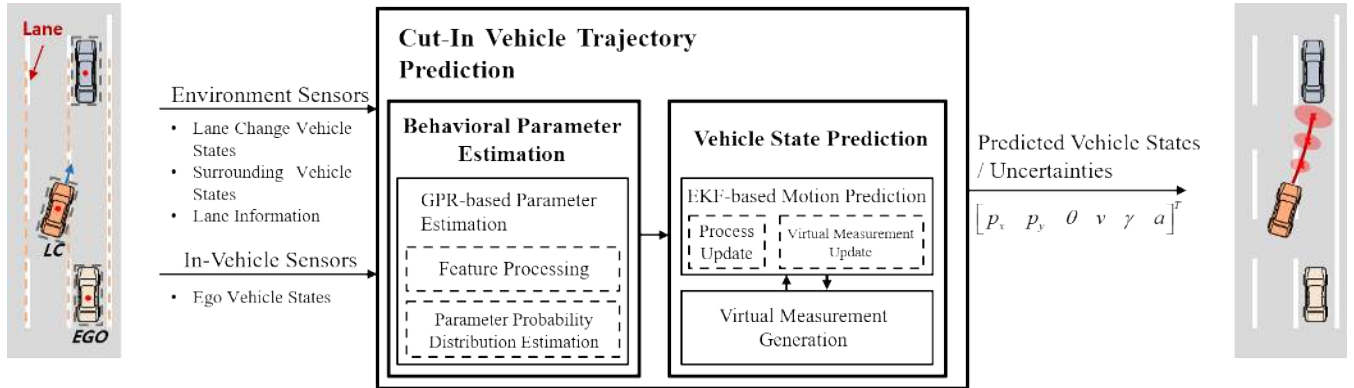 Lane
LC
EGO
Environment Sensors
• Lane Change Vehicle
States
• Surrounding Vehicle
States
• Lane Information
In-Vehicle Sensors
• Ego Vehicle States
Cut-In Vehicle Trajectory
Prediction
Behavioral Parameter
Estimation
GPR-based Parameter
Estimation
Feature Processing
Parameter Probability
Distribution Estimation
Vehicle State Prediction
EKF-based Motion Prediction
Process
Update
Virtual Measurement
Update
Virtual Measurement
Generation
Predicted Vehicle States
/ Uncertainties
[p_x p_y θ v γ a]^T